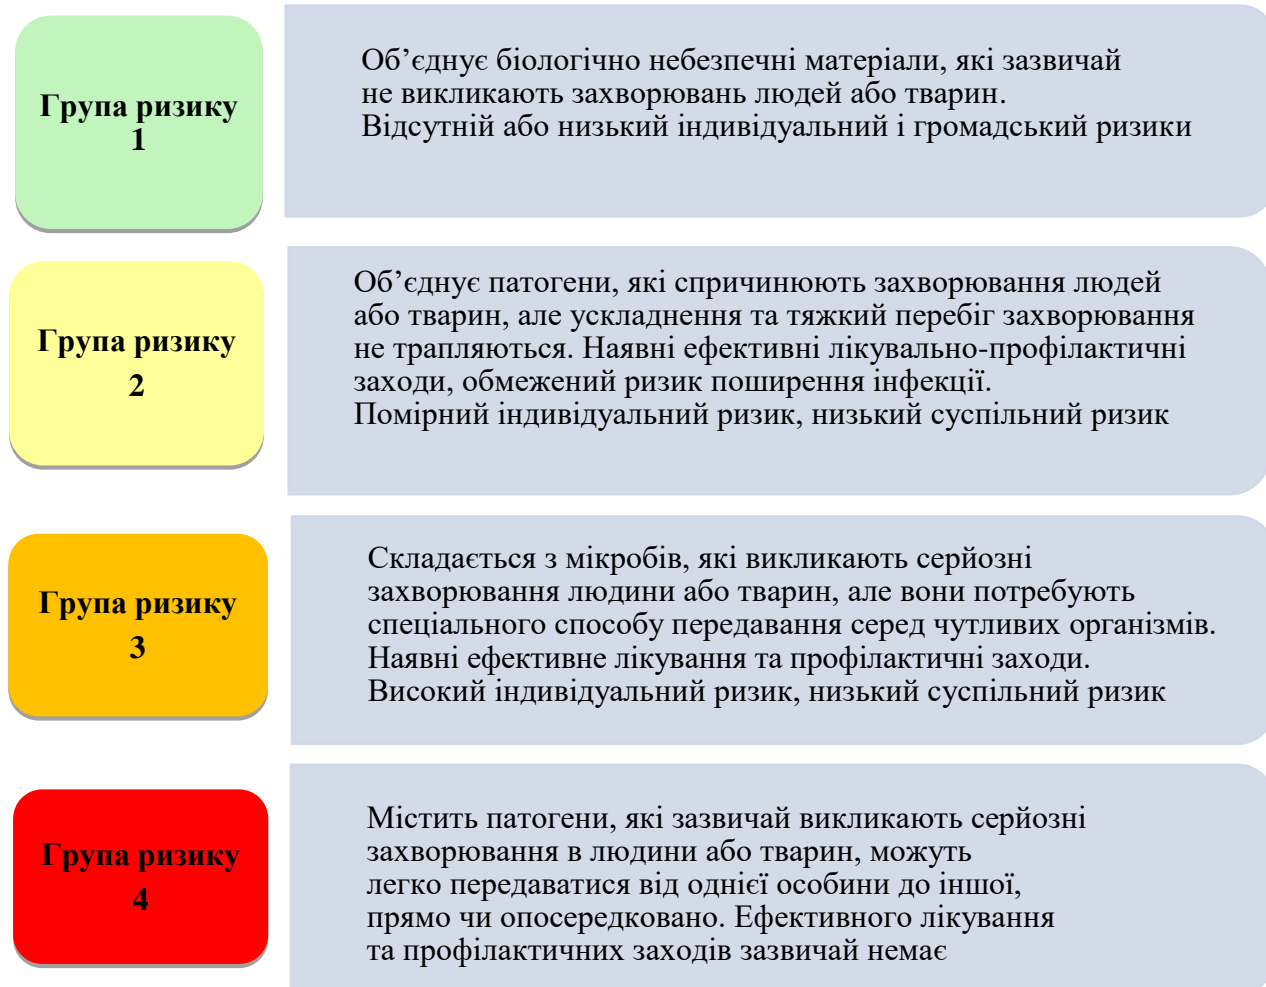 Група ризику
1
Об’єднує біологічно небезпечні матеріали, які зазвичай
не викликають захворювань людей або тварин.
Відсутній або низький індивідуальний і громадський ризики
Група ризику
2
Об’єднує патогени, які спричинюють захворювання людей
або тварин, але ускладнення та тяжкий перебіг захворювання
не трапляються. Наявні ефективні лікувально-профілактичні
заходи, обмежений ризик поширення інфекції.
Помірний індивідуальний ризик, низький суспільний ризик
Група ризику
3
Складається з мікробів, які викликають серйозні
захворювання людини або тварин, але вони потребують
спеціального способу передавання серед чутливих організмів.
Наявні ефективне лікування та профілактичні заходи.
Високий індивідуальний ризик, низький суспільний ризик
Група ризику
4
Містить патогени, які зазвичай викликають серйозні
захворювання в людини або тварин, можуть
легко передаватися від однієї особини до іншої,
прямо чи опосередковано. Ефективного лікування
та профілактичних заходів зазвичай немає